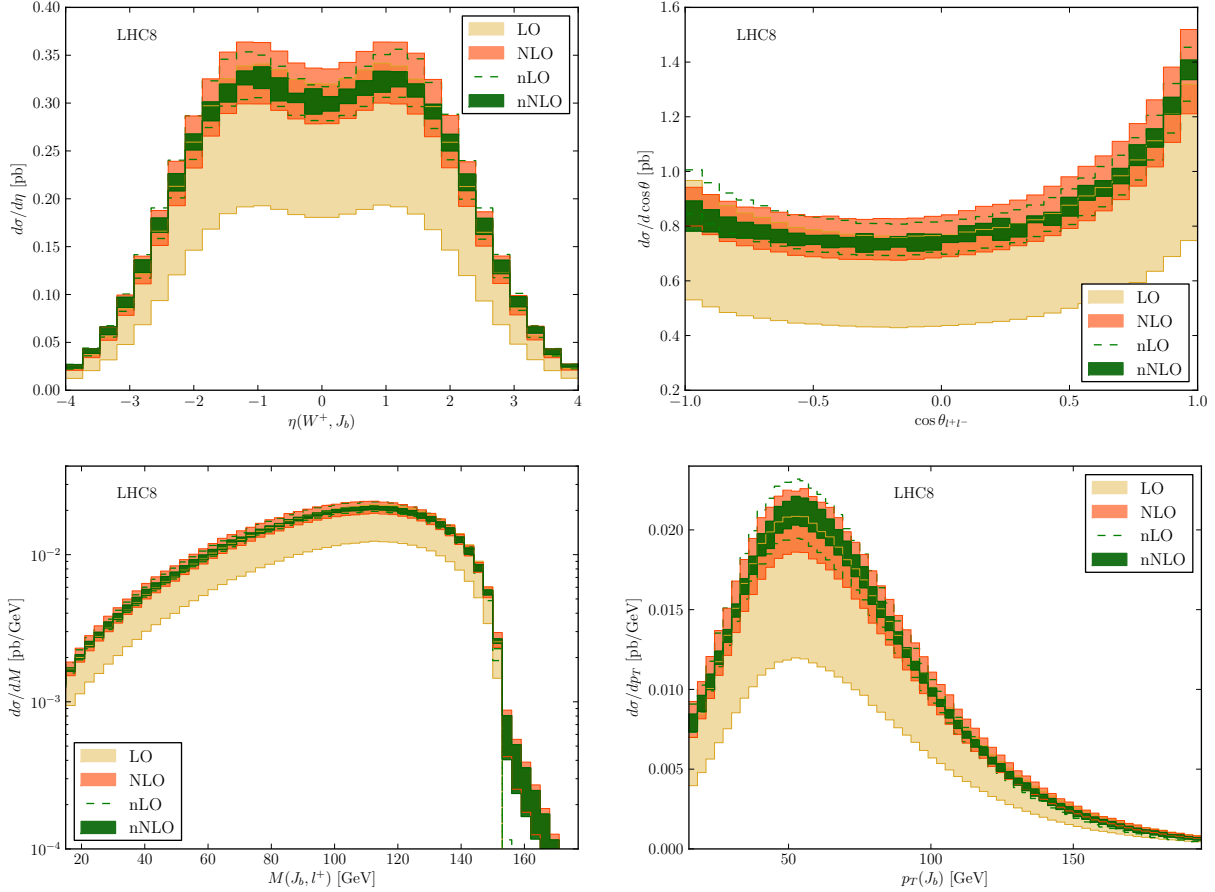 LHC8
LO
NLO
nLO
nNLO
0.40
0.35
0.30
0.25
0.20
0.15
0.10
0.05
0.00
dσ/dη [pb]
−4 −3 −2 −1 0 1 2 3 4
η(W⁺, J_b)
LHC8
1.6
1.4
1.2
1.0
0.8
0.6
0.4
0.2
dσ/d cos θ [pb]
LO
NLO
nLO
nNLO
−1.0 −0.5 0.0 0.5 1.0
cos θ_{l⁺l⁻}
LHC8
10⁻²
10⁻³
10⁻⁴
dσ/dM [pb/GeV]
LO
NLO
nLO
nNLO
20 40 60 80 100 120 140 160
M(J_b, l⁺) [GeV]
LHC8
LO
NLO
nLO
nNLO
0.020
0.015
0.010
0.005
0.000
dσ/dp_T [pb/GeV]
50 100 150
p_T(J_b) [GeV]